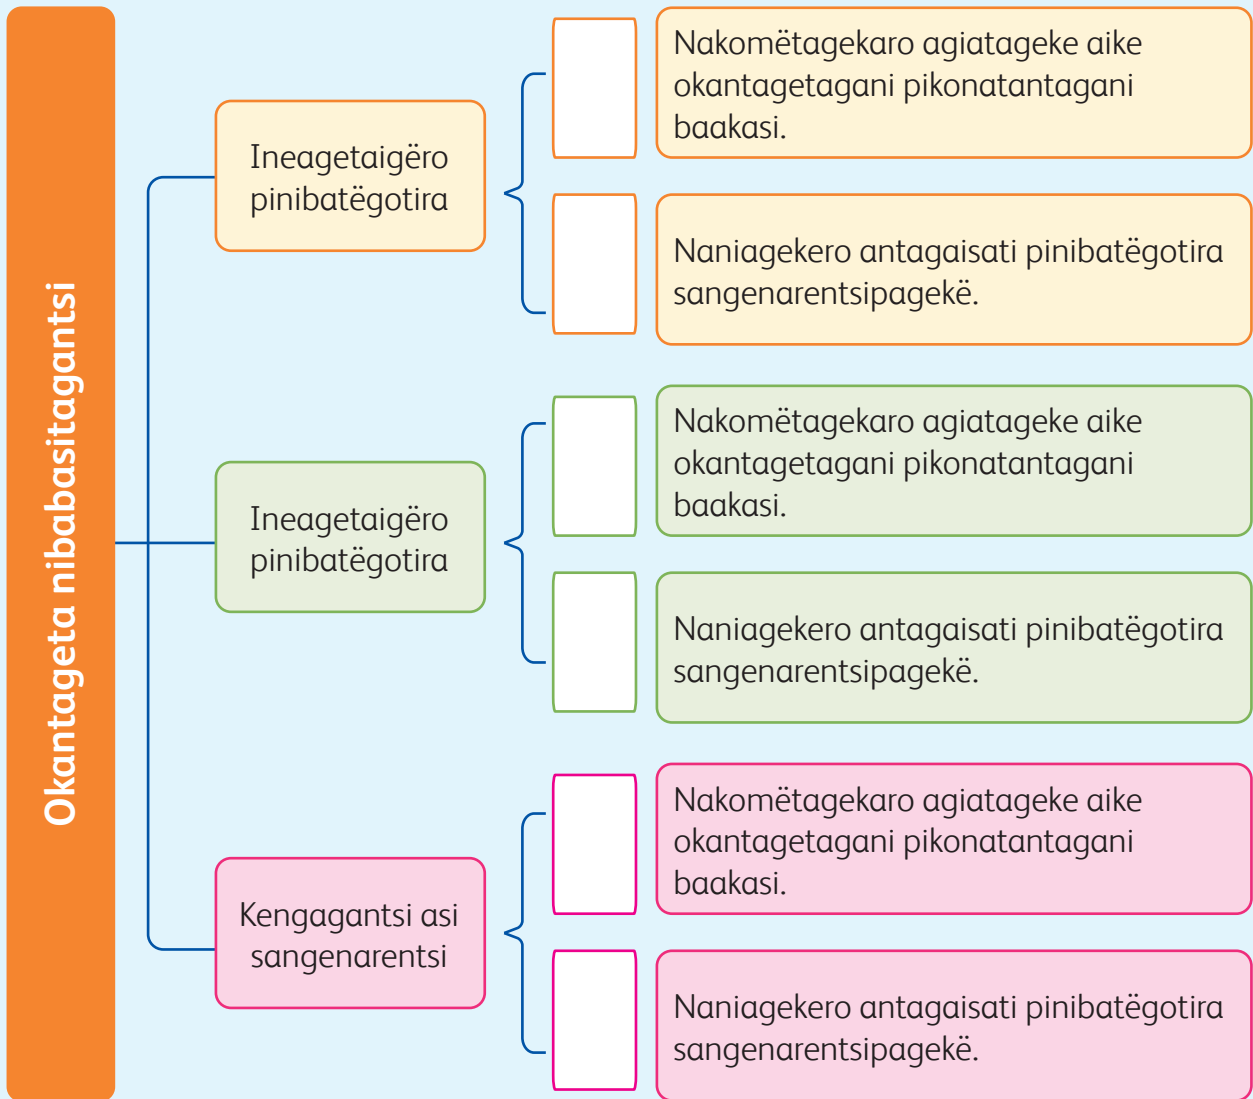 Okantageta nibabasitagantsi
Ineagetaigëro
pinibatëgotira
Nakomëtagekaro agiatageke aike
okantagetagani pikonatantagani
baakasi.
Naniagekero antagaisati pinibatëgotira
sangenarentsipagekë.
Ineagetaigëro
pinibatëgotira
Nakomëtagekaro agiatageke aike
okantagetagani pikonatantagani
baakasi.
Naniagekero antagaisati pinibatëgotira
sangenarentsipagekë.
Kengagantsi asi
sangenarentsi
Nakomëtagekaro agiatageke aike
okantagetagani pikonatantagani
baakasi.
Naniagekero antagaisati pinibatëgotira
sangenarentsipagekë.